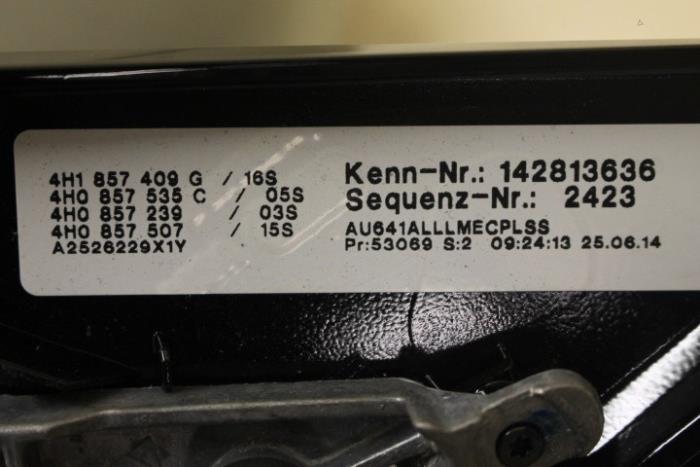 4H1 857 409 G / 16S
4H0 857 535 C / 05S
4H0 857 239 / 03S
4H0 857 507 / 15S
A2526229X1Y
Kenn-Nr.: 142813636
Sequenz-Nr.: 2423
AU641ALLLMECPLSS
Pr:53069 S:2 09:24:13 25.06.14